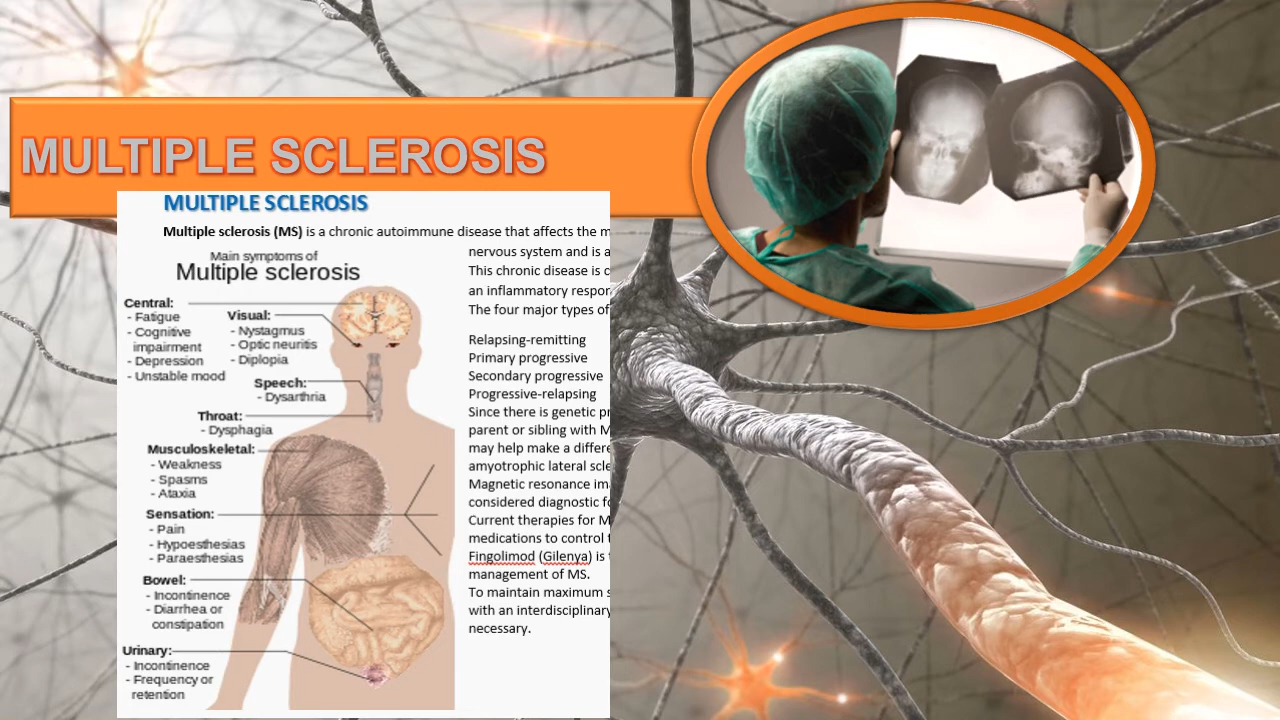 MULTIPLE SCLEROSIS
MULTIPLE SCLEROSIS
Multiple sclerosis (MS) is a chronic autoimmune disease that affects the m
Main symptoms of
Multiple sclerosis
Central:
- Fatigue
- Cognitive
impairment
- Depression
- Unstable mood
Visual:
- Nystagmus
- Optic neuritis
- Diplopia
Speech:
- Dysarthria
Throat:
- Dysphagia
Musculoskeletal:
- Weakness
- Spasms
- Ataxia
Sensation:
- Pain
- Hypoesthesias
- Paraesthesias
Bowel:
- Incontinence
- Diarrhea or
constipation
Urinary:
- Incontinence
- Frequency or
retention
nervous system and is a
This chronic disease is c
an inflammatory respor
The four major types of
Relapsing-remitting
Primary progressive
Secondary progressive
Progressive-relapsing
Since there is genetic pr
parent or sibling with M
may help make a differe
amyotrophic lateral scle
Magnetic resonance im
considered diagnostic fo
Current therapies for M
medications to control t
Fingolimod (Gilenya) is
management of MS.
To maintain maximum s
with an interdisciplinary
necessary.